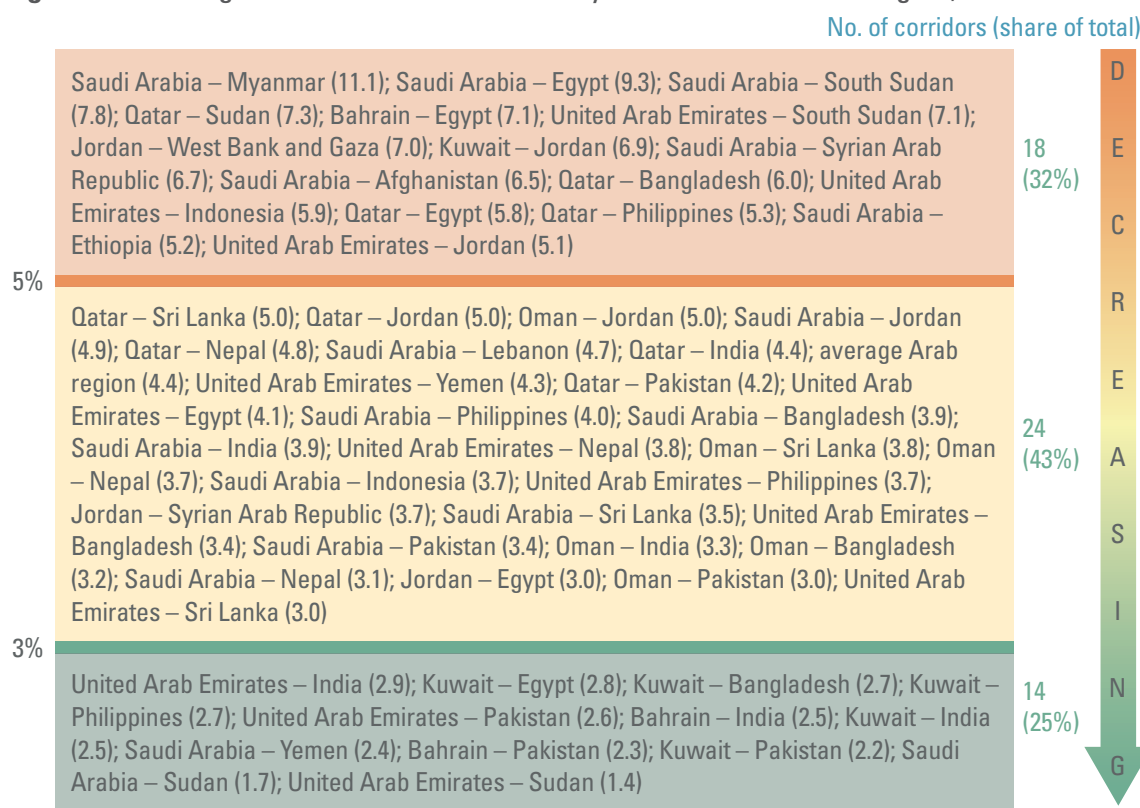 No. of corridors (share of total)
Saudi Arabia – Myanmar (11.1); Saudi Arabia – Egypt (9.3); Saudi Arabia – South Sudan
(7.8); Qatar – Sudan (7.3); Bahrain – Egypt (7.1); United Arab Emirates – South Sudan (7.1);
Jordan – West Bank and Gaza (7.0); Kuwait – Jordan (6.9); Saudi Arabia – Syrian Arab
Republic (6.7); Saudi Arabia – Afghanistan (6.5); Qatar – Bangladesh (6.0); United Arab
Emirates – Indonesia (5.9); Qatar – Egypt (5.8); Qatar – Philippines (5.3); Saudi Arabia –
Ethiopia (5.2); United Arab Emirates – Jordan (5.1)
18
(32%)
5%
Qatar – Sri Lanka (5.0); Qatar – Jordan (5.0); Oman – Jordan (5.0); Saudi Arabia – Jordan
(4.9); Qatar – Nepal (4.8); Saudi Arabia – Lebanon (4.7); Qatar – India (4.4); average Arab
region (4.4); United Arab Emirates – Yemen (4.3); Qatar – Pakistan (4.2); United Arab
Emirates – Egypt (4.1); Saudi Arabia – Philippines (4.0); Saudi Arabia – Bangladesh (3.9);
Saudi Arabia – India (3.9); United Arab Emirates – Nepal (3.8); Oman – Sri Lanka (3.8); Oman
– Nepal (3.7); Saudi Arabia – Indonesia (3.7); United Arab Emirates – Philippines (3.7);
Jordan – Syrian Arab Republic (3.7); Saudi Arabia – Sri Lanka (3.5); United Arab Emirates –
Bangladesh (3.4); Saudi Arabia – Pakistan (3.4); Oman – India (3.3); Oman – Bangladesh
(3.2); Saudi Arabia – Nepal (3.1); Jordan – Egypt (3.0); Oman – Pakistan (3.0); United Arab
Emirates – Sri Lanka (3.0)
24
(43%)
3%
United Arab Emirates – India (2.9); Kuwait – Egypt (2.8); Kuwait – Bangladesh (2.7); Kuwait –
Philippines (2.7); United Arab Emirates – Pakistan (2.6); Bahrain – India (2.5); Kuwait – India
(2.5); Saudi Arabia – Yemen (2.4); Bahrain – Pakistan (2.3); Kuwait – Pakistan (2.2); Saudi
Arabia – Sudan (1.7); United Arab Emirates – Sudan (1.4)
14
(25%)
D
E
C
R
E
A
S
I
N
G